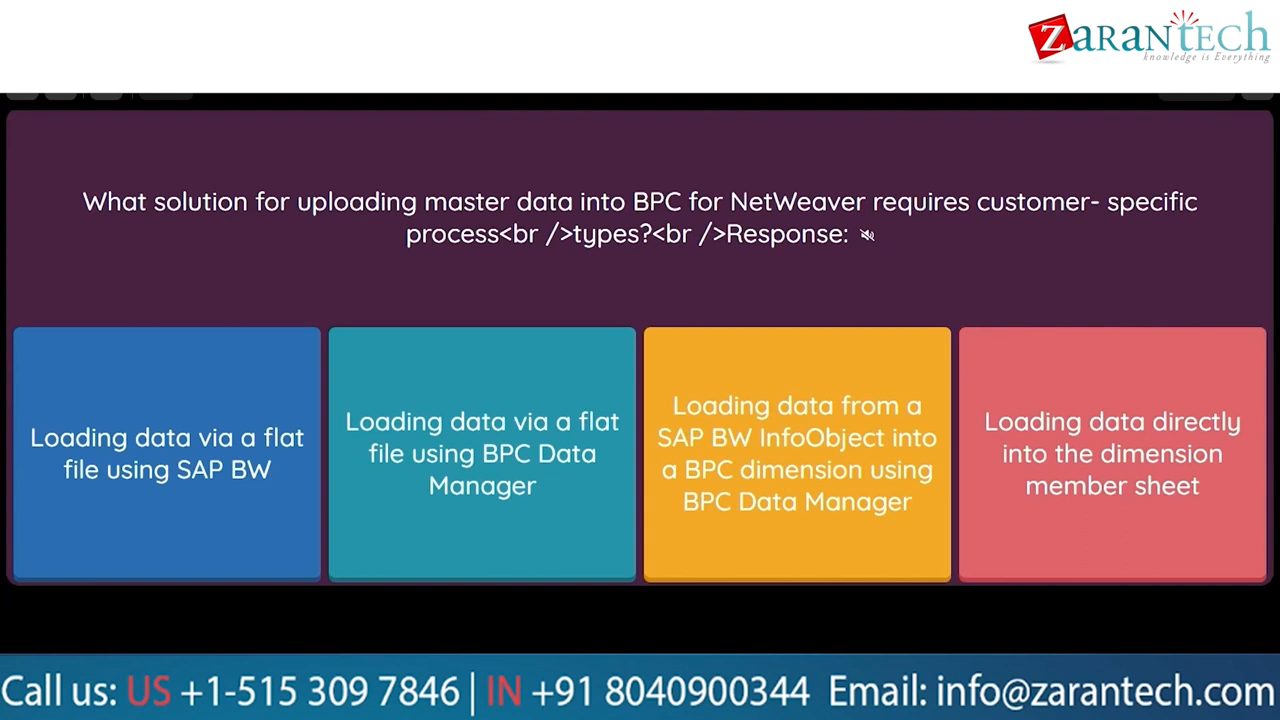 ZARANTECH
knowledge is Everything
What solution for uploading master data into BPC for NetWeaver requires customer- specific
process<br />types?<br />Response:
Loading data via a flat
file using SAP BW
Loading data via a flat
file using BPC Data
Manager
Loading data from a
SAP BW InfoObject into
a BPC dimension using
BPC Data Manager
Loading data directly
into the dimension
member sheet
Call us: US +1-515 309 7846 | IN +91 8040900344 Email: info@zarantech.com